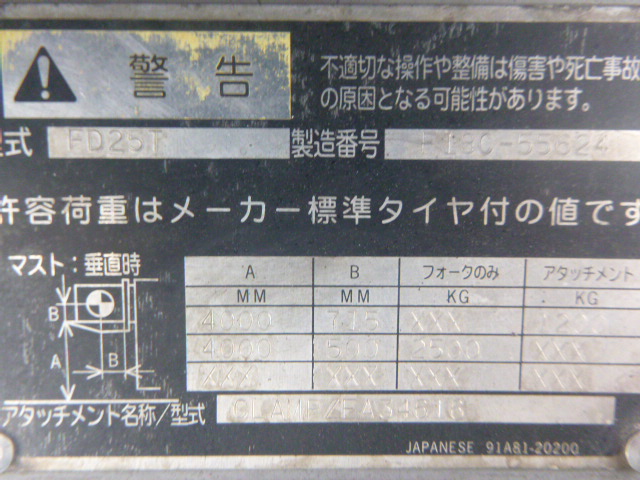 警告
不適切な操作や整備は傷害や死亡事故
の原因となる可能性があります。
型式 FD25T 製造番号 F18C-55624
許容荷重はメーカー標準タイヤ付の値です
マスト：垂直時
A B フォークのみ アタッチメント
MM MM KG KG
4000 715 XXX
4000 500 2500 XXX
XXX XXX XXX XXX
B
A
B
アタッチメント名称/型式
JAPANESE 91A81-20200